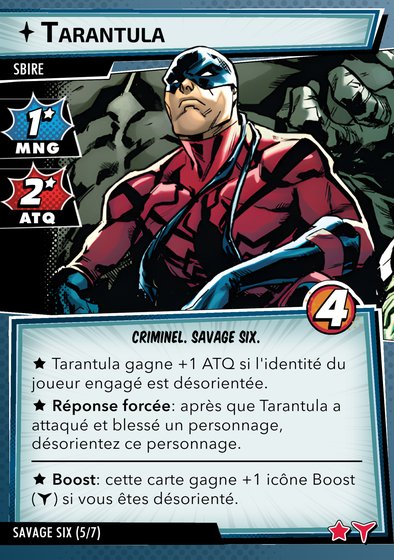 TARANTULA
SBIRE
1★
MNG
2★
ATQ
4
CRIMINEL. SAVAGE SIX.
★ Tarantula gagne +1 ATQ si l'identité du
joueur engagé est désorientée.
★ Réponse forcée: après que Tarantula a
attaqué et blessé un personnage,
désorientez ce personnage.
★ Boost: cette carte gagne +1 icône Boost
() si vous êtes désorienté.
SAVAGE SIX (5/7)